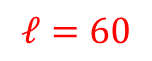 ℓ = 60